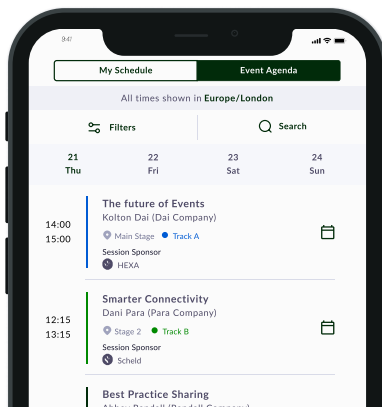 9:41
My Schedule Event Agenda
All times shown in Europe/London
Filters Search
21 22 23 24
Thu Fri Sat Sun
The future of Events
Kolton Dai (Dai Company)
14:00
15:00
Main Stage Track A
Session Sponsor
HEXA
Smarter Connectivity
Dani Para (Para Company)
12:15
13:15
Stage 2 Track B
Session Sponsor
Scheld
Best Practice Sharing